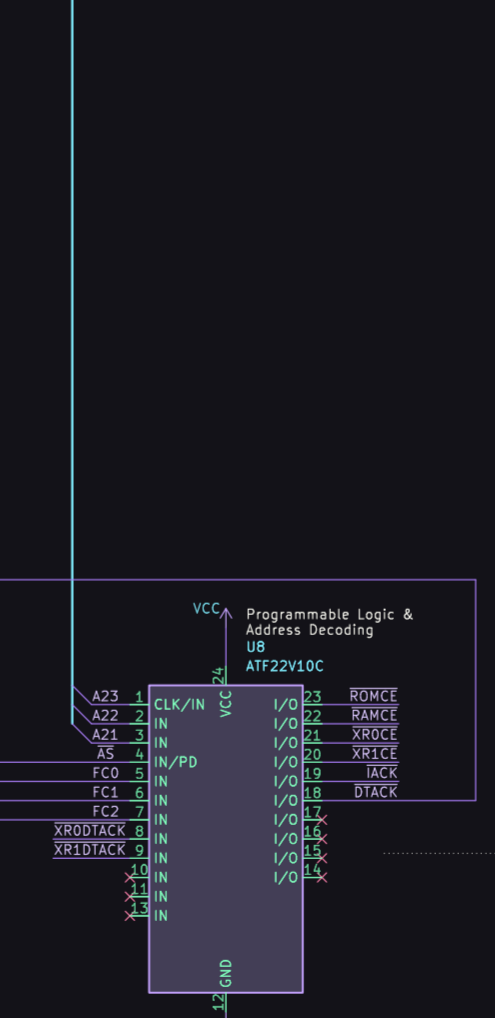 VCC
Programmable Logic &
Address Decoding
U8
ATF22V10C
24
VCC
A23 1 CLK/IN I/O 23 ROMCE
A22 2 IN I/O 22 RAMCE
A21 3 IN I/O 21 XR0CE
AS 4 IN/PD I/O 20 XR1CE
FC0 5 IN I/O 19 IACK
FC1 6 IN I/O 18 DTACK
FC2 7 IN I/O 17
XR0DTACK 8 IN I/O 16
XR1DTACK 9 IN I/O 15
10 IN I/O 14
11 IN
13 IN
GND
12